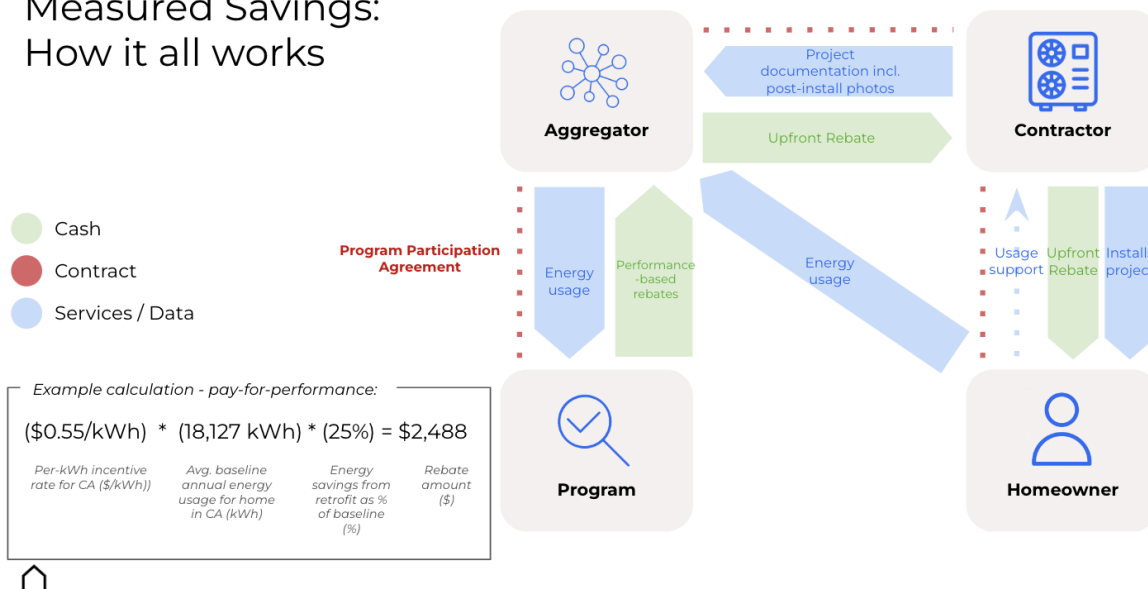 Measured Savings:
How it all works
Cash
Contract
Services / Data
Program Participation
Agreement
Example calculation - pay-for-performance:
($0.55/kWh) * (18,127 kWh) * (25%) = $2,488
Per-kWh incentive
rate for CA ($/kWh))
Avg. baseline
annual energy
usage for home
in CA (kWh)
Energy
savings from
retrofit as %
of baseline
(%)
Rebate
amount
($)
Aggregator
Project
documentation incl.
post-install photos
Upfront Rebate
Contractor
Energy
usage
Performance
-based
rebates
Energy
usage
Usage
support
Upfront
Rebate
Install
projec
Program
Homeowner